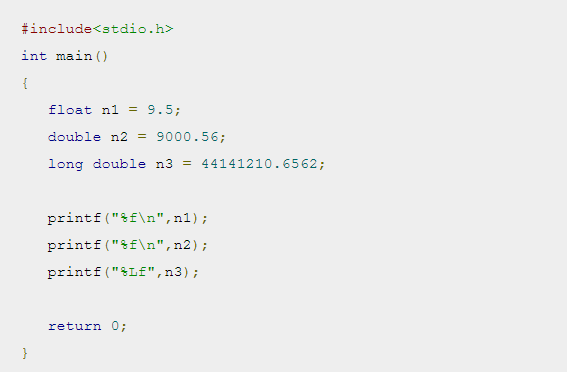 #include<stdio.h>
int main()
{
   float n1 = 9.5;
   double n2 = 9000.56;
   long double n3 = 44141210.6562;
   printf("%f\n",n1);
   printf("%f\n",n2);
   printf("%Lf",n3);
   return 0;
}